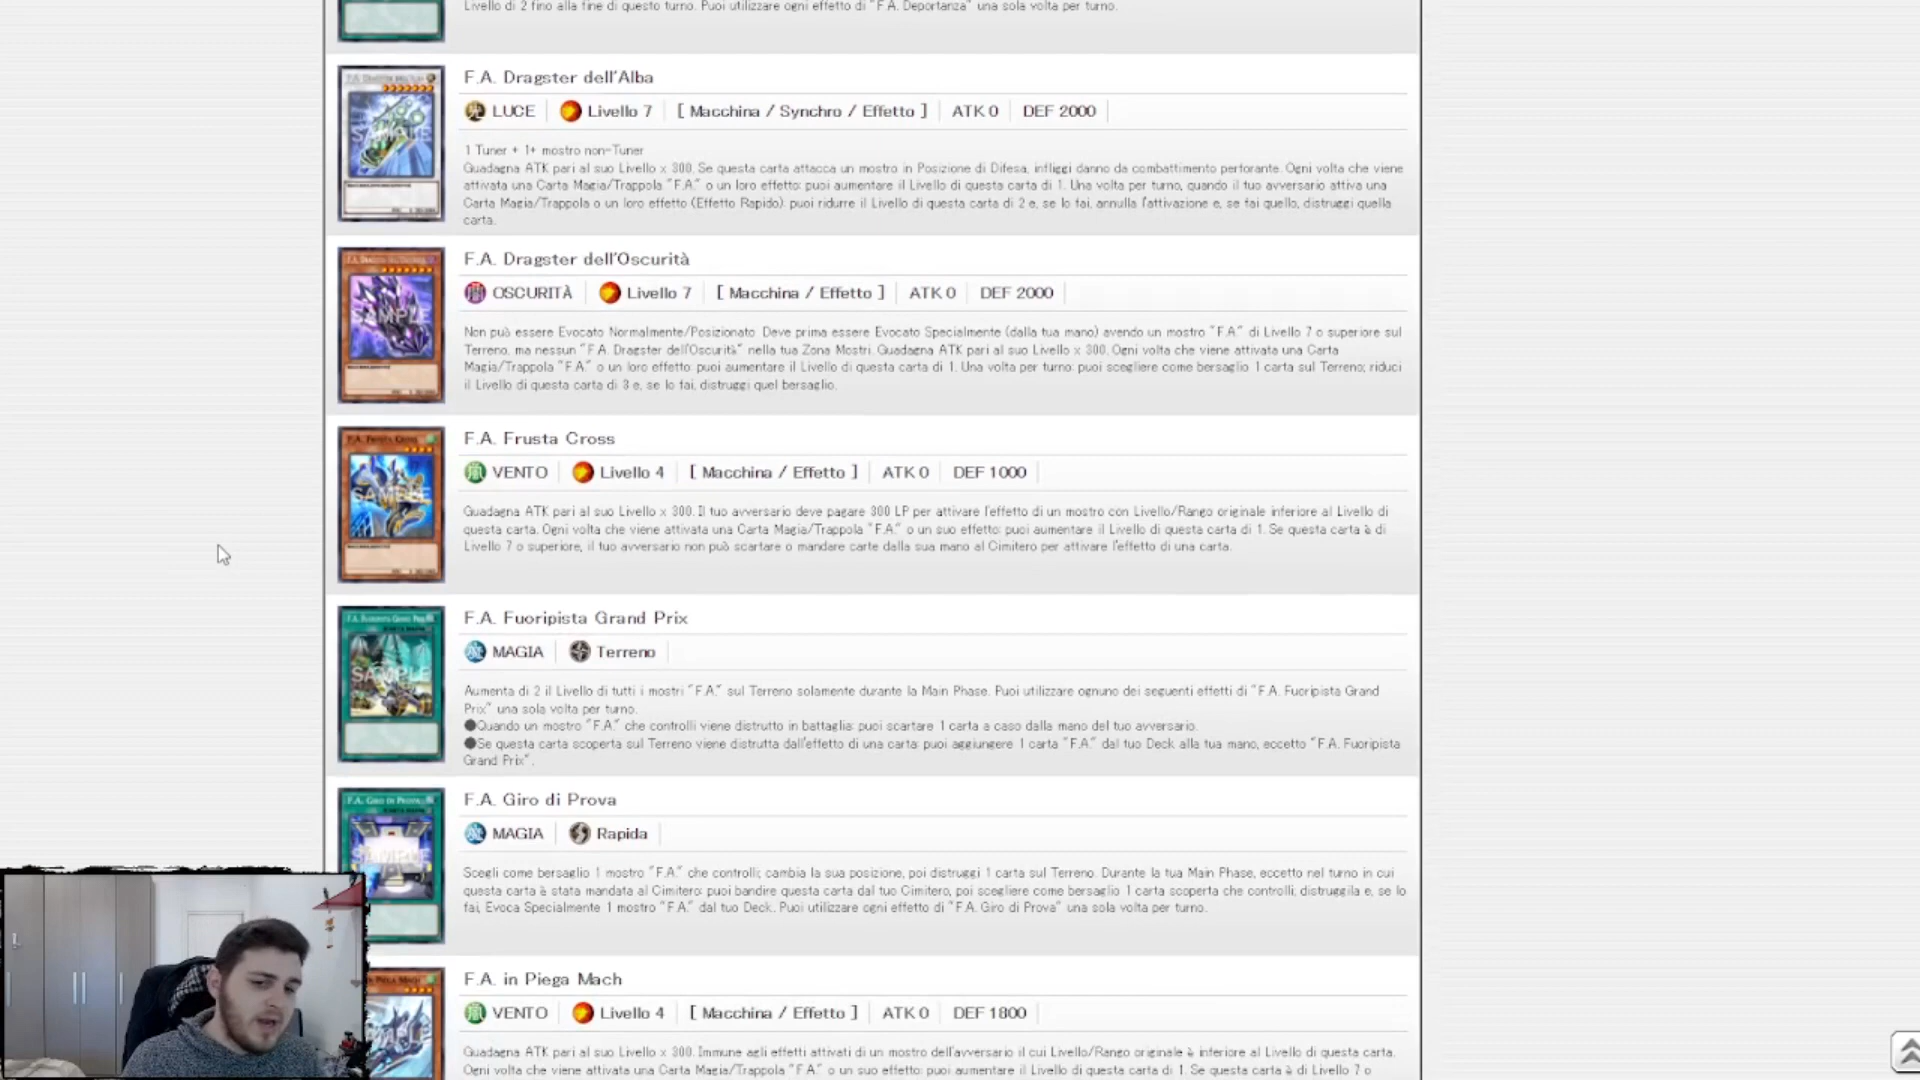 Livello di 2 fino alla fine di questo turno. Puoi utilizzare ogni effetto di "F.A. Deportanza" una sola volta per turno.
F.A. Dragster dell'Alba
LUCE Livello 7 [ Macchina / Synchro / Effetto ] ATK 0 DEF 2000
1 Tuner + 1+ mostro non-Tuner
Guadagna ATK pari al suo Livello x 300. Se questa carta attacca un mostro in Posizione di Difesa, infliggi danno da combattimento perforante. Ogni volta che viene
attivata una Carta Magia/Trappola "F.A." o un loro effetto: puoi aumentare il Livello di questa carta di 1. Una volta per turno, quando il tuo avversario attiva una
Carta Magia/Trappola o un loro effetto (Effetto Rapido): puoi ridurre il Livello di questa carta di 2 e, se lo fai, annulla l'attivazione e, se fai quello, distruggi quella
carta.
SAMPLE
F.A. Dragster dell'Oscurità
OSCURITÀ Livello 7 [ Macchina / Effetto ] ATK 0 DEF 2000
Non può essere Evocato Normalmente/Posizionato. Deve prima essere Evocato Specialmente (dalla tua mano) avendo un mostro "F.A." di Livello 7 o superiore sul
Terreno, ma nessun "F.A. Dragster dell'Oscurità" nella tua Zona Mostri. Guadagna ATK pari al suo Livello x 300. Ogni volta che viene attivata una Carta
Magia/Trappola "F.A." o un loro effetto: puoi aumentare il Livello di questa carta di 1. Una volta per turno: puoi scegliere come bersaglio 1 carta sul Terreno; riduci
il Livello di questa carta di 3 e, se lo fai, distruggi quel bersaglio.
SAMPLE
F.A. Frusta Cross
VENTO Livello 4 [ Macchina / Effetto ] ATK 0 DEF 1000
Guadagna ATK pari al suo Livello x 300. Il tuo avversario deve pagare 300 LP per attivare l'effetto di un mostro con Livello/Rango originale inferiore al Livello di
questa carta. Ogni volta che viene attivata una Carta Magia/Trappola "F.A." o un suo effetto: puoi aumentare il Livello di questa carta di 1. Se questa carta è di
Livello 7 o superiore, il tuo avversario non può scartare o mandare carte dalla sua mano al Cimitero per attivare l'effetto di una carta.
SAMPLE
F.A. Fuoripista Grand Prix
MAGIA Terreno
Aumenta di 2 il Livello di tutti i mostri "F.A." sul Terreno solamente durante la Main Phase. Puoi utilizzare ognuno dei seguenti effetti di "F.A. Fuoripista Grand
Prix" una sola volta per turno.
●Quando un mostro "F.A." che controlli viene distrutto in battaglia: puoi scartare 1 carta a caso dalla mano del tuo avversario.
●Se questa carta scoperta sul Terreno viene distrutta dall'effetto di una carta: puoi aggiungere 1 carta "F.A." dal tuo Deck alla tua mano, eccetto "F.A. Fuoripista
Grand Prix".
SAMPLE
F.A. Giro di Prova
MAGIA Rapida
Scegli come bersaglio 1 mostro "F.A." che controlli; cambia la sua posizione, poi distruggi 1 carta sul Terreno. Durante la tua Main Phase, eccetto nel turno in cui
questa carta è stata mandata al Cimitero: puoi bandire questa carta dal tuo Cimitero, poi scegliere come bersaglio 1 carta scoperta che controlli; distruggila e, se lo
fai, Evoca Specialmente 1 mostro "F.A." dal tuo Deck. Puoi utilizzare ogni effetto di "F.A. Giro di Prova" una sola volta per turno.
SAMPLE
F.A. in Piega Mach
VENTO Livello 4 [ Macchina / Effetto ] ATK 0 DEF 1800
Guadagna ATK pari al suo Livello x 300. Immune agli effetti attivati di un mostro dell'avversario il cui Livello/Rango originale è inferiore al Livello di questa carta.
Ogni volta che viene attivata una Carta Magia/Trappola "F.A." o un suo effetto: puoi aumentare il Livello di questa carta di 1. Se questa carta è di Livello 7 o